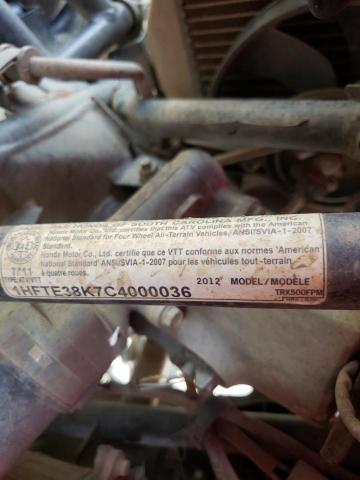 HONDA OF SOUTH CAROLINA MFG., INC.
Honda Motor Co., Ltd. certifies that this ATV complies with the American
National Standard for Four Wheel All-Terrain Vehicles, ANSI/SVIA-1-2007
Standard.
Honda Motor Co., Ltd. certifie que ce VTT conforme aux normes 'American
National Standard' ANSI/SVIA-1-2007 pour les véhicules tout-terrain
à quatre roues.
7/11
1HFTE38K7C4000036
2012 MODEL/MODÈLE
TRX500FPM